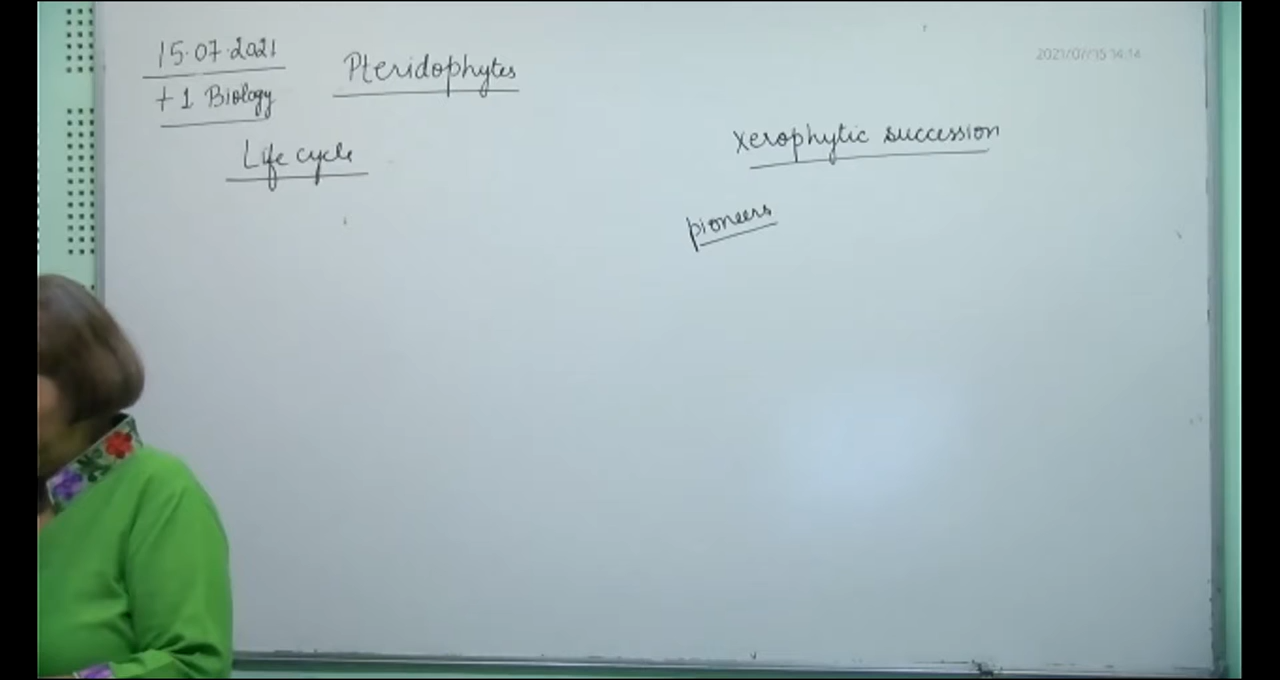 15.07.2021
+1 Biology
Pteridophytes
Life cycle
2021/07/15 14:14
Xerophytic succession
pioneers